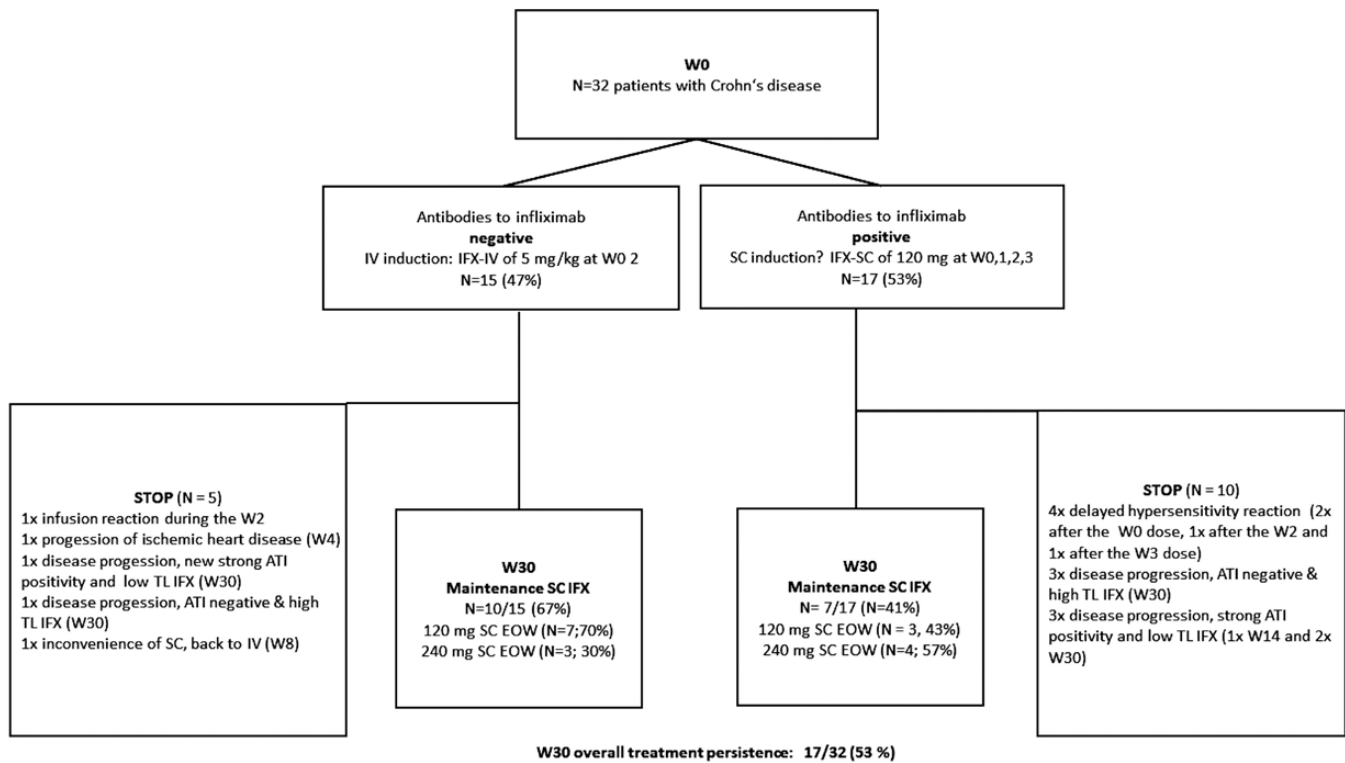 W0
N=32 patients with Crohn's disease
Antibodies to infliximab
negative
IV induction: IFX-IV of 5 mg/kg at W0 2
N=15 (47%)
Antibodies to infliximab
positive
SC induction? IFX-SC of 120 mg at W0,1,2,3
N=17 (53%)
STOP (N = 5)
1x infusion reaction during the W2
1x progression of ischemic heart disease (W4)
1x disease progression, new strong ATI
positivity and low TL IFX (W30)
1x disease progression, ATI negative & high
TL IFX (W30)
1x inconvenience of SC, back to IV (W8)
W30
Maintenance SC IFX
N=10/15 (67%)
120 mg SC EOW (N=7;70%)
240 mg SC EOW (N=3; 30%)
W30
Maintenance SC IFX
N= 7/17 (N=41%)
120 mg SC EOW (N = 3, 43%)
240 mg SC EOW (N=4; 57%)
STOP (N = 10)
4x delayed hypersensitivity reaction (2x
after the W0 dose, 1x after the W2 and
1x after the W3 dose)
3x disease progression, ATI negative &
high TL IFX (W30)
3x disease progression, strong ATI
positivity and low TL IFX (1x W14 and 2x
W30)
W30 overall treatment persistence: 17/32 (53 %)